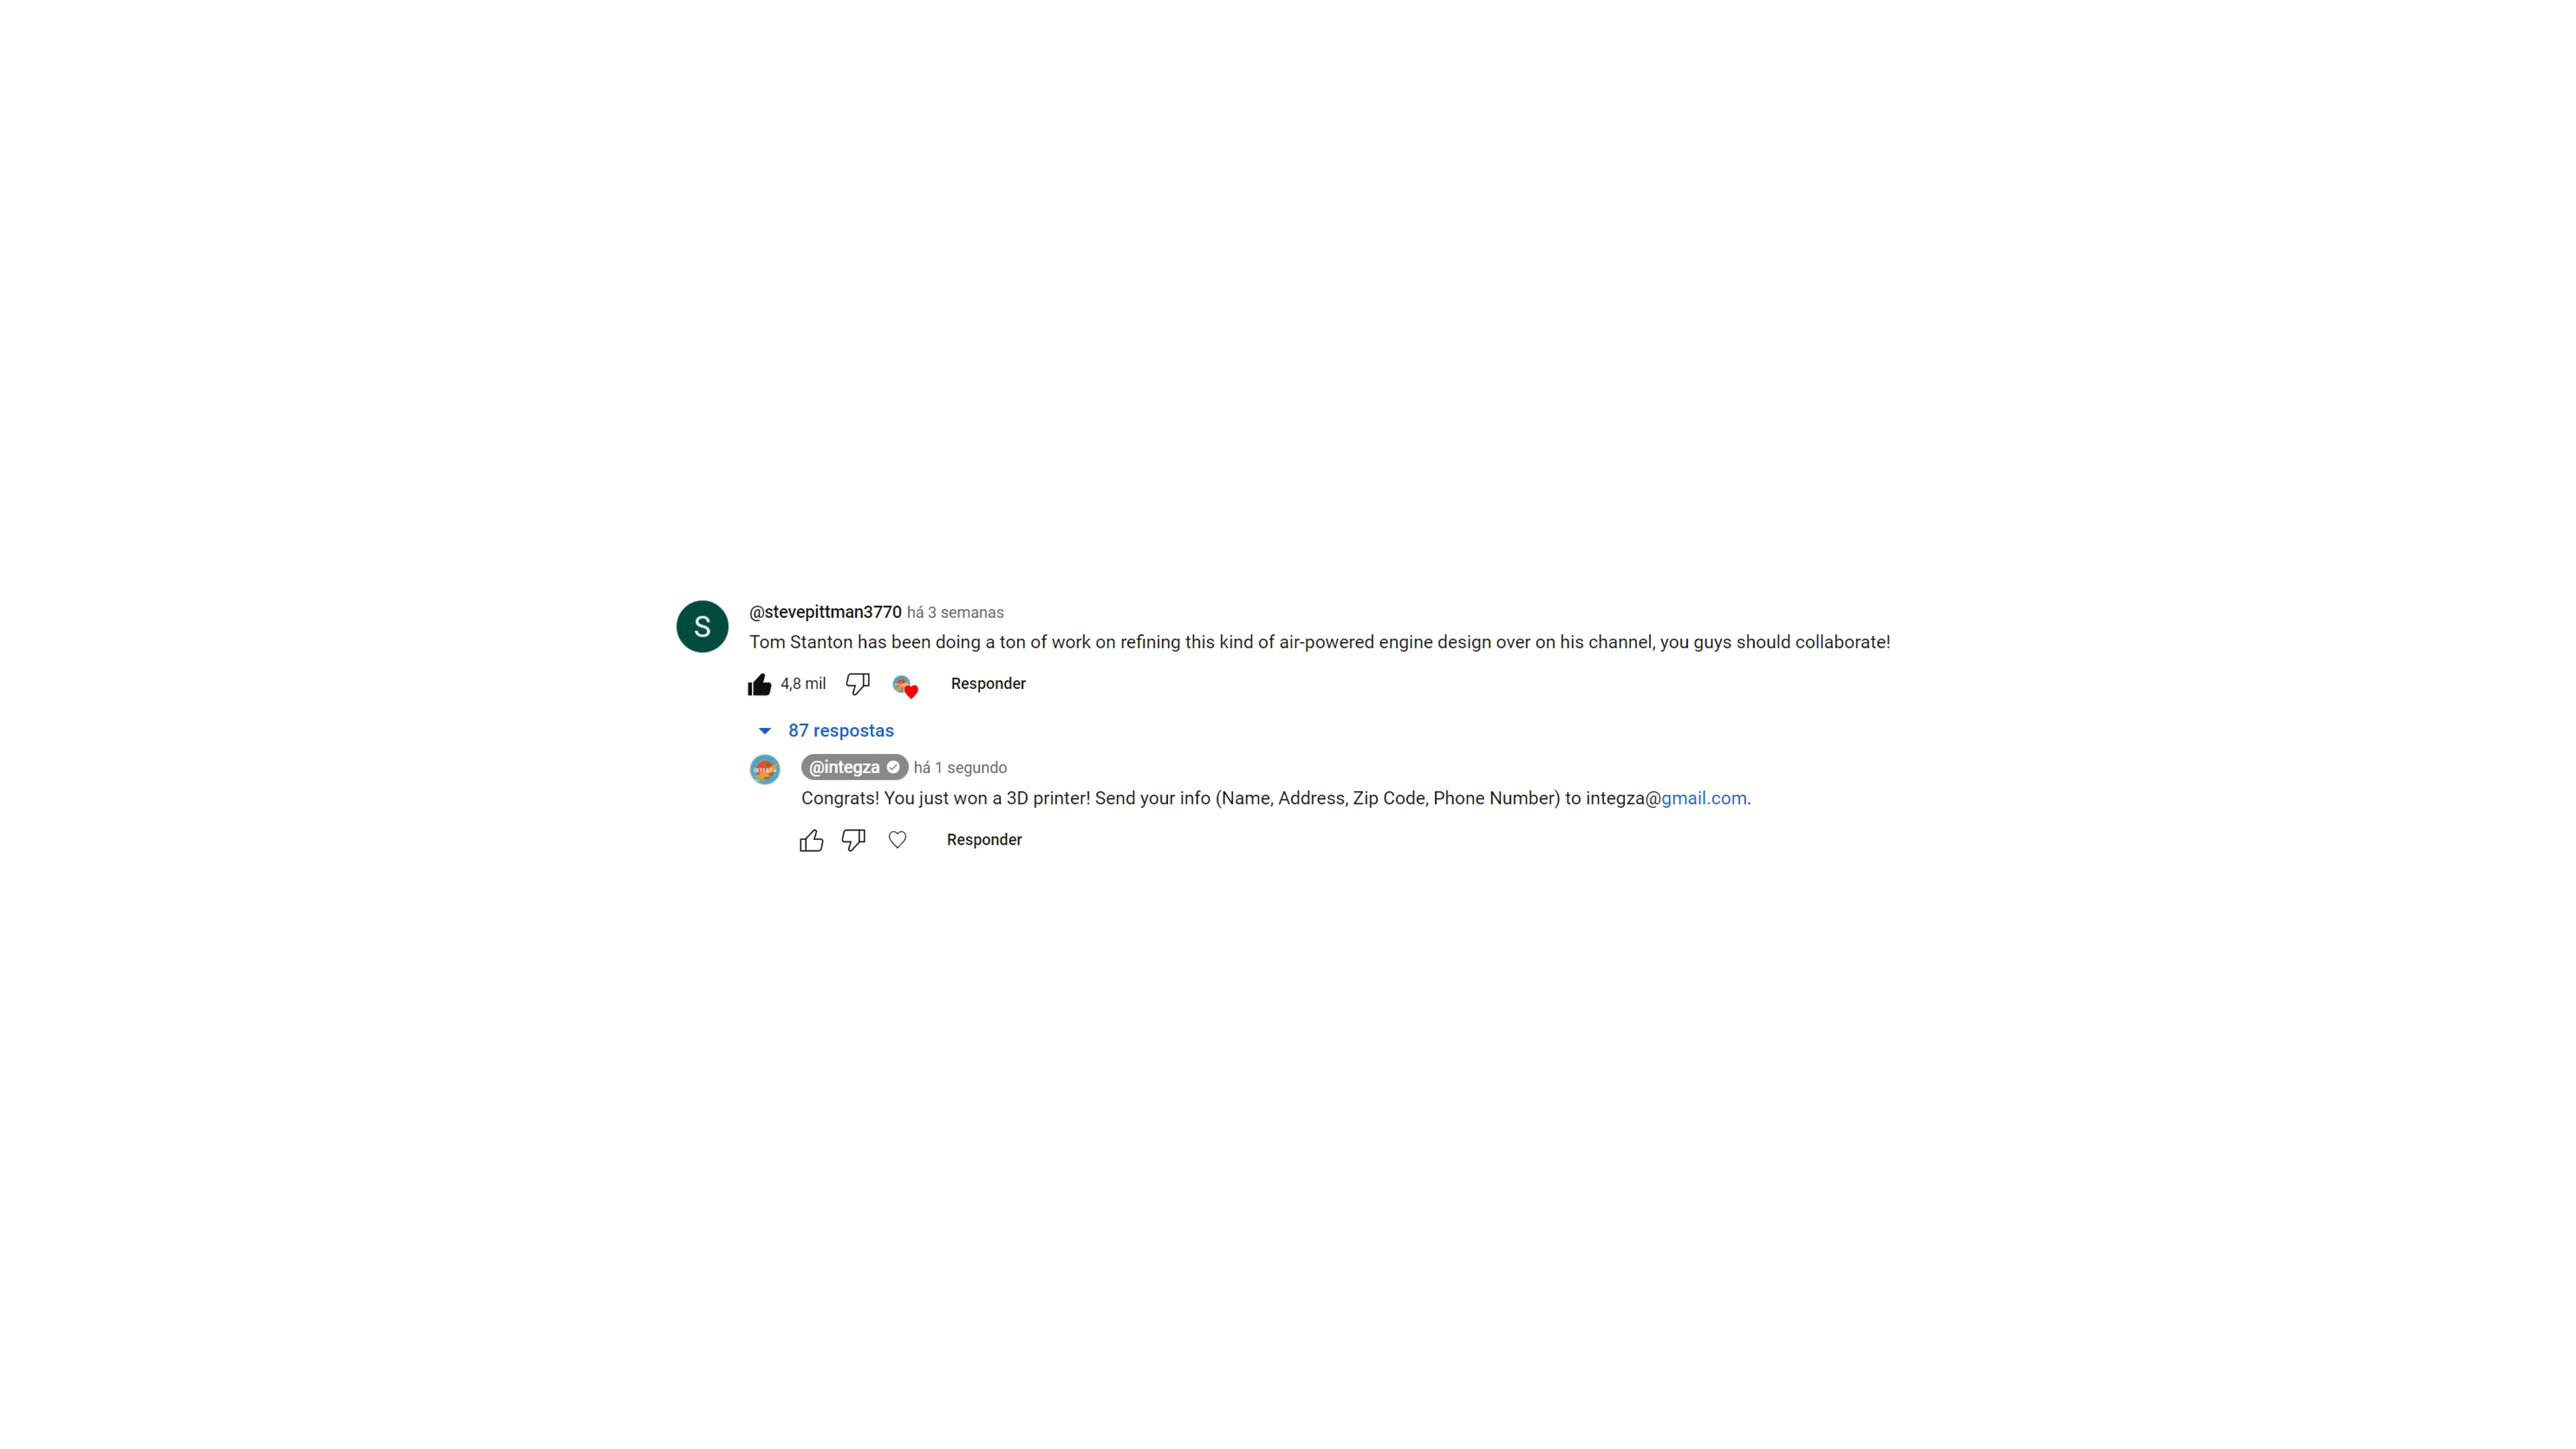 S
@stevepittman3770 há 3 semanas
Tom Stanton has been doing a ton of work on refining this kind of air-powered engine design over on his channel, you guys should collaborate!
4,8 mil Responder
87 respostas
@integza há 1 segundo
Congrats! You just won a 3D printer! Send your info (Name, Address, Zip Code, Phone Number) to integza@gmail.com.
Responder